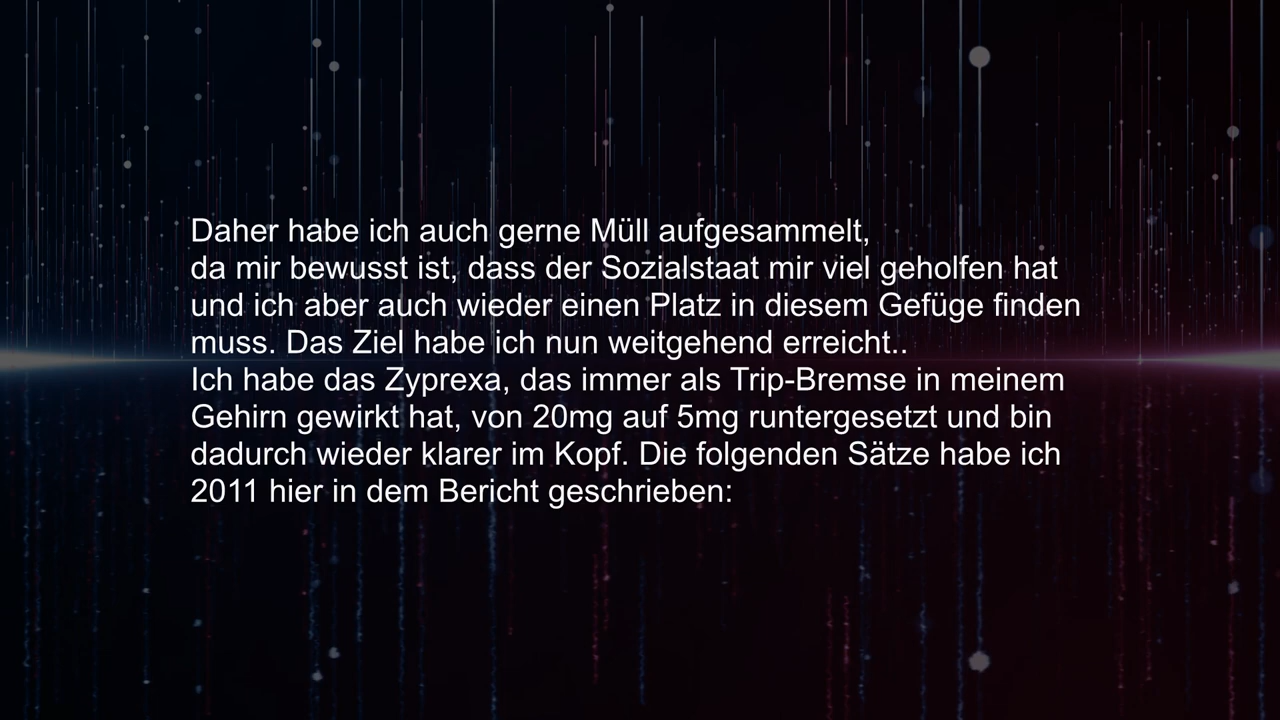 Daher habe ich auch gerne Müll aufgesammelt,
da mir bewusst ist, dass der Sozialstaat mir viel geholfen hat
und ich aber auch wieder einen Platz in diesem Gefüge finden
muss. Das Ziel habe ich nun weitgehend erreicht..
Ich habe das Zyprexa, das immer als Trip-Bremse in meinem
Gehirn gewirkt hat, von 20mg auf 5mg runtergesetzt und bin
dadurch wieder klarer im Kopf. Die folgenden Sätze habe ich
2011 hier in dem Bericht geschrieben: